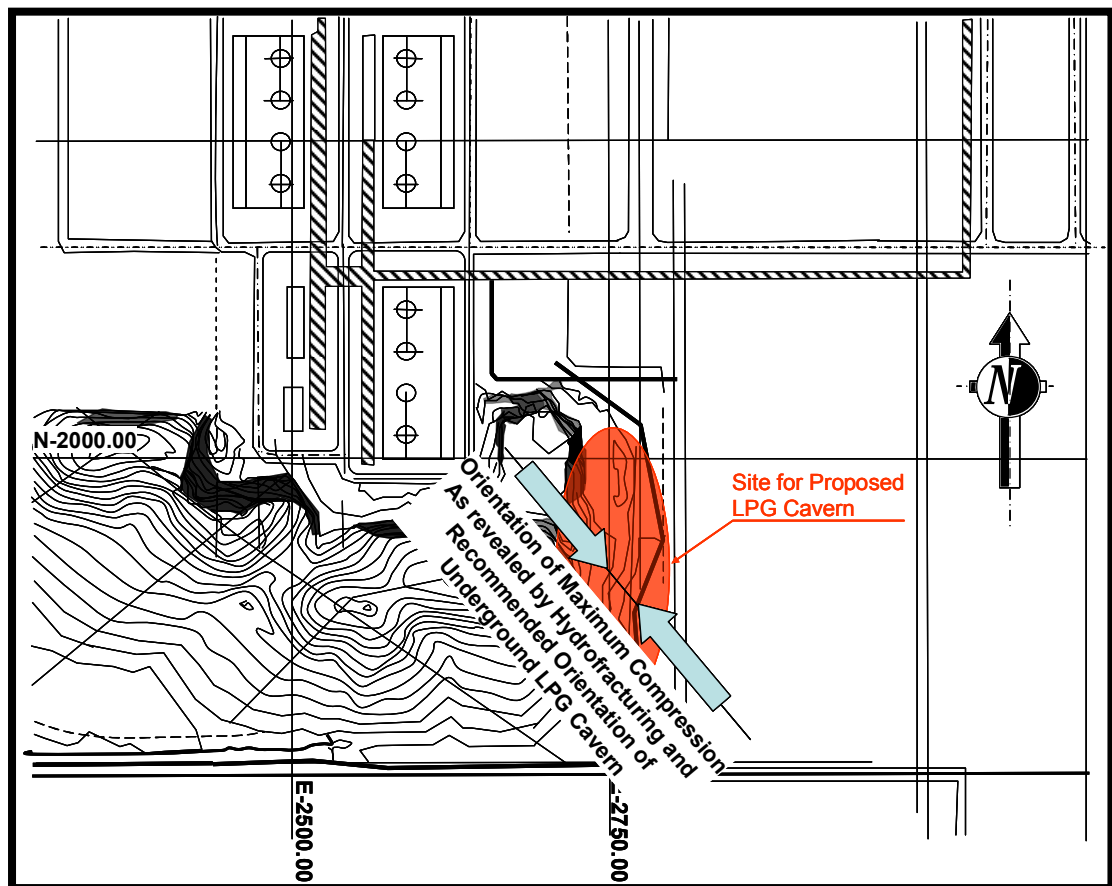 N-2000.00
N
Site for Proposed
LPG Cavern
Orientation of Maximum Compression
As revealed by Hydrofracturing and
Recommended Orientation of
Underground LPG Cavern
E-2500.00
-2750.00